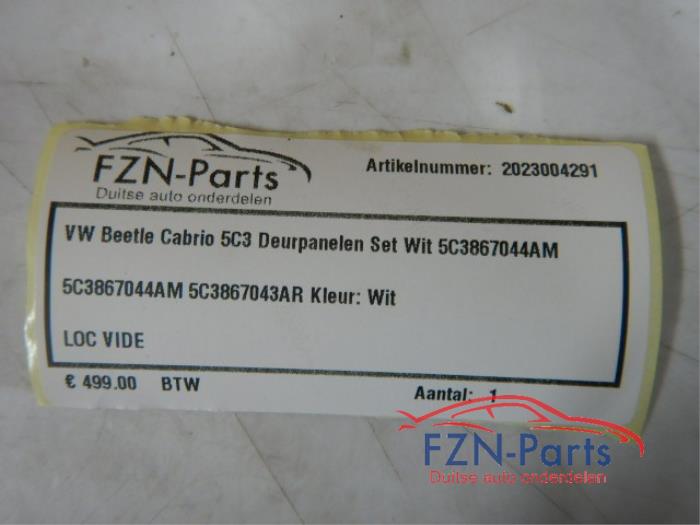 FZN-Parts
Duitse auto onderdelen
Artikelnummer: 2023004291
VW Beetle Cabrio 5C3 Deurpanelen Set Wit 5C3867044AM
5C3867044AM 5C3867043AR Kleur: Wit
LOC VIDE
€ 499.00 BTW
Aantal: 1
FZN-Parts
Duitse auto onderdelen